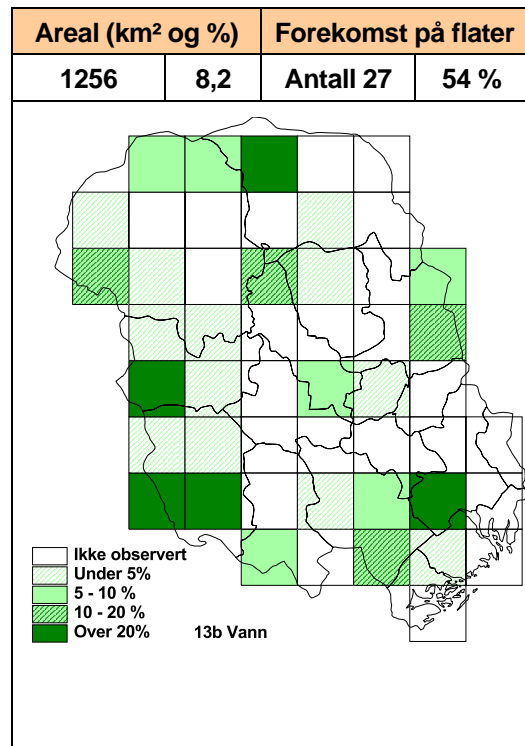 Areal (km² og %) Forekomst på flater
1256 8,2 Antall 27 54 %
Ikke observert
Under 5%
5 - 10 %
10 - 20 %
Over 20% 13b Vann